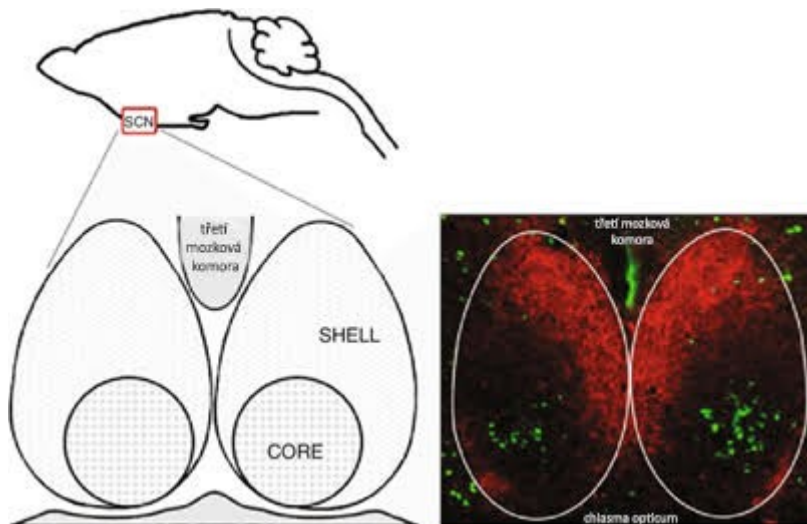 SCN
třetí
mozková
komora
SHELL
CORE
třetí mozková
komora
chiasma opticum